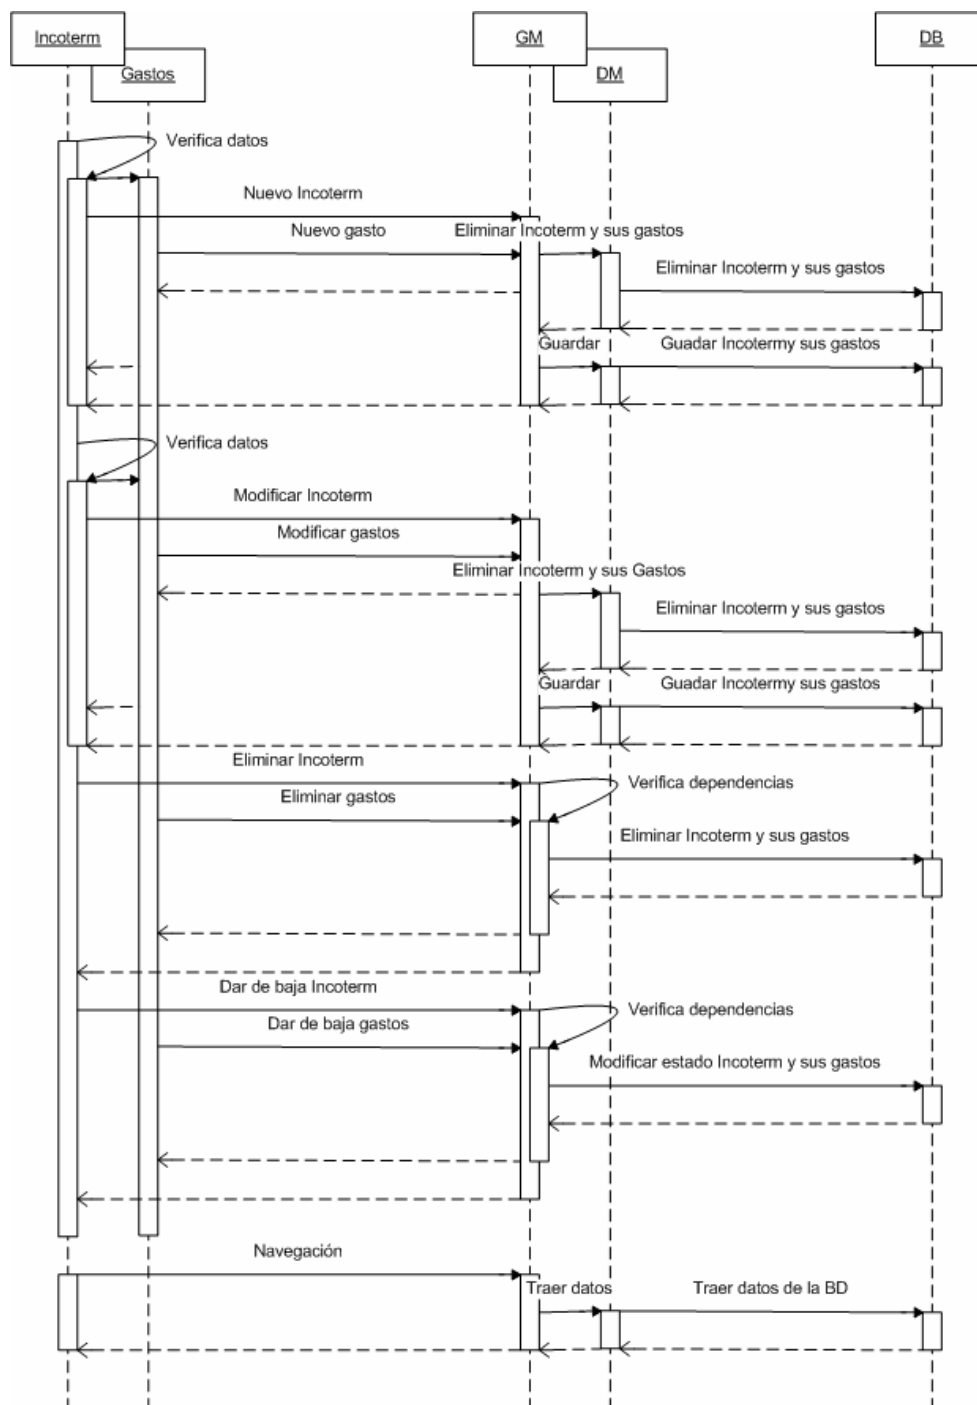 Incoterm
GM
DB
Gastos
DM
Verifica datos
Nuevo Incoterm
Nuevo gasto
Eliminar Incoterm y sus gastos
Eliminar Incoterm y sus gastos
Guardar
Guadar Incotermy sus gastos
Verifica datos
Modificar Incoterm
Modificar gastos
Eliminar Incoterm y sus Gastos
Eliminar Incoterm y sus gastos
Guardar
Guadar Incotermy sus gastos
Eliminar Incoterm
Verifica dependencias
Eliminar gastos
Eliminar Incoterm y sus gastos
Dar de baja Incoterm
Verifica dependencias
Dar de baja gastos
Modificar estado Incoterm y sus gastos
Navegación
Traer datos
Traer datos de la BD